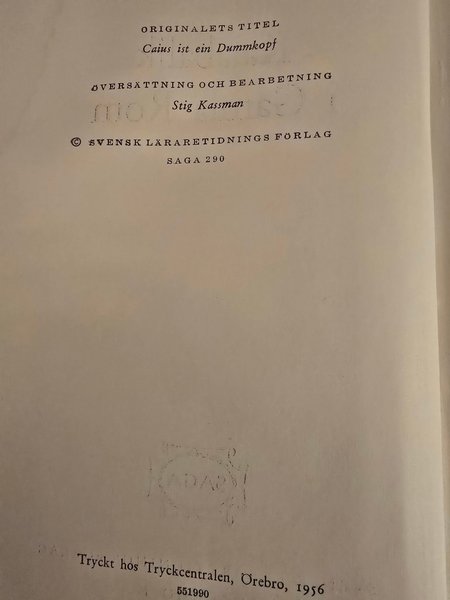 ORIGINALETS TITEL
Caius ist ein Dummkopf
ÖVERSÄTTNING OCH BEARBETNING
Stig Kassman
© SVENSK LÄRARETIDNINGS FÖRLAG
SAGA 290
SAGA
Tryckt hos Tryckcentralen, Örebro, 1956
551990